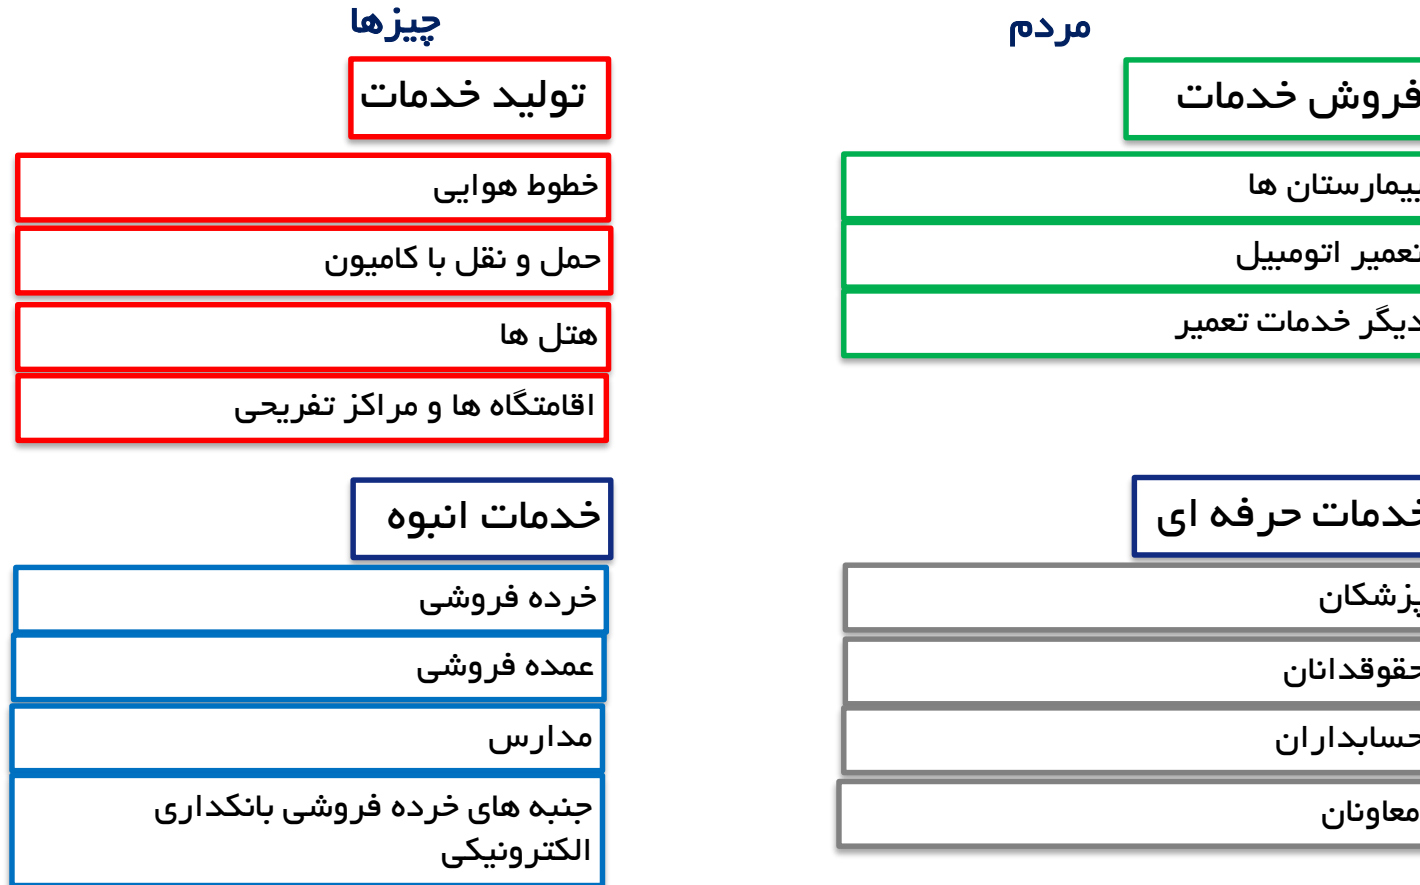 مردم
چیزها
فروش خدمات
بیمارستان ها
تعمیر اتومبیل
دیگر خدمات تعمیر
تولید خدمات
خطوط هوایی
حمل و نقل با کامیون
هتل ها
اقامتگاه ها و مراکز تفریحی
خدمات حرفه ای
پزشکان
حقوقدانان
حسابداران
معاونان
خدمات انبوه
خرده فروشی
عمده فروشی
مدارس
جنبه های خرده فروشی بانکداری
الکترونیکی